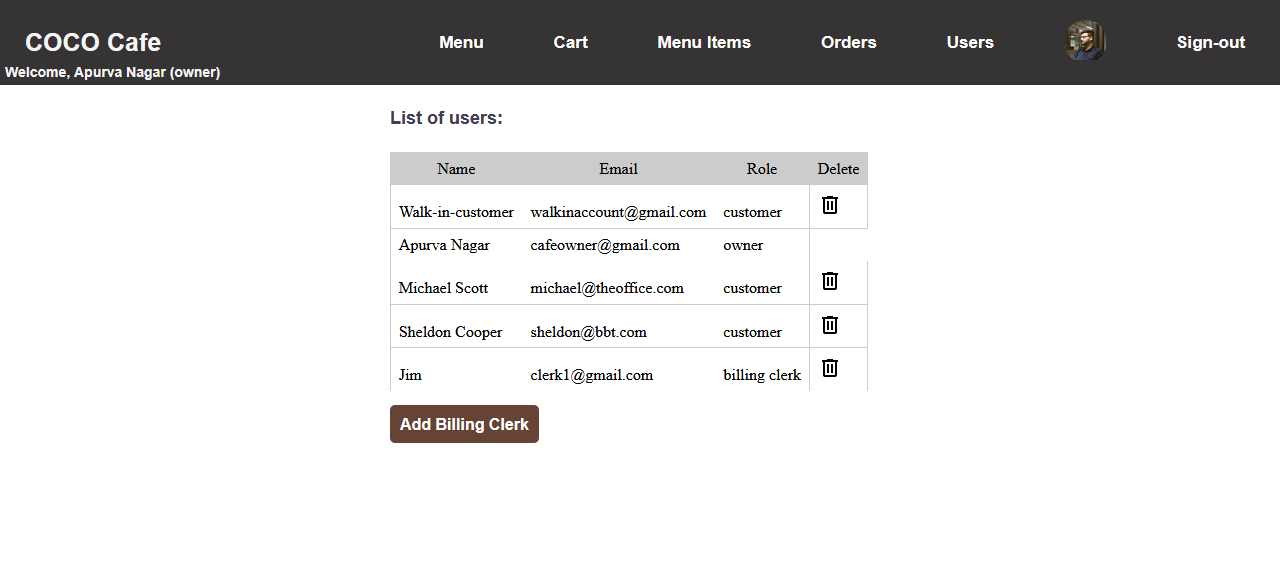 COCO Cafe
Menu Cart Menu Items Orders Users Sign-out
Welcome, Apurva Nagar (owner)
List of users:
Name Email Role Delete
Walk-in-customer walkinaccount@gmail.com customer
Apurva Nagar cafeowner@gmail.com owner
Michael Scott michael@theoffice.com customer
Sheldon Cooper sheldon@bbt.com customer
Jim clerk1@gmail.com billing clerk
Add Billing Clerk